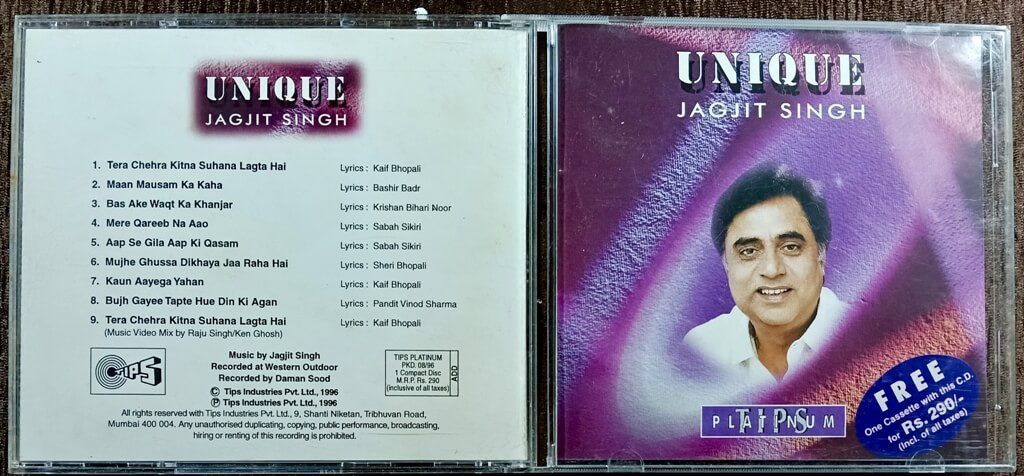 UNIQUE
JAGJIT SINGH
1. Tera Chehra Kitna Suhana Lagta Hai Lyrics : Kaif Bhopali
2. Maan Mausam Ka Kaha Lyrics : Bashir Badr
3. Bas Ake Waqt Ka Khanjar Lyrics : Krishan Bihari Noor
4. Mere Qareeb Na Aao Lyrics : Sabah Sikiri
5. Aap Se Gila Aap Ki Qasam Lyrics : Sabah Sikiri
6. Mujhe Ghussa Dikhaya Jaa Raha Hai Lyrics : Sheri Bhopali
7. Kaun Aayega Yahan Lyrics : Kaif Bhopali
8. Bujh Gayee Tapte Hue Din Ki Agan Lyrics : Pandit Vinod Sharma
9. Tera Chehra Kitna Suhana Lagta Hai Lyrics : Kaif Bhopali
(Music Video Mix by Raju Singh/Ken Ghosh)
TIPS
Music by Jagjit Singh
Recorded at Western Outdoor
Recorded by Daman Sood
© Tips Industries Pvt. Ltd., 1996
℗ Tips Industries Pvt. Ltd., 1996
TIPS PLATINUM
PKD. 08/96
1 Compact Disc
M.R.P. Rs. 290
(inclusive of all taxes)
ADD
All rights reserved with Tips Industries Pvt. Ltd., 9, Shanti Niketan, Tribhuvan Road,
Mumbai 400 004. Any unauthorised duplicating, copying, public performance, broadcasting,
hiring or renting of this recording is prohibited.
UNIQUE
JAGJIT SINGH
TIPS
PLATINUM
FREE
One Cassette with this C.D.
for Rs. 290/-
(incl. of all taxes)